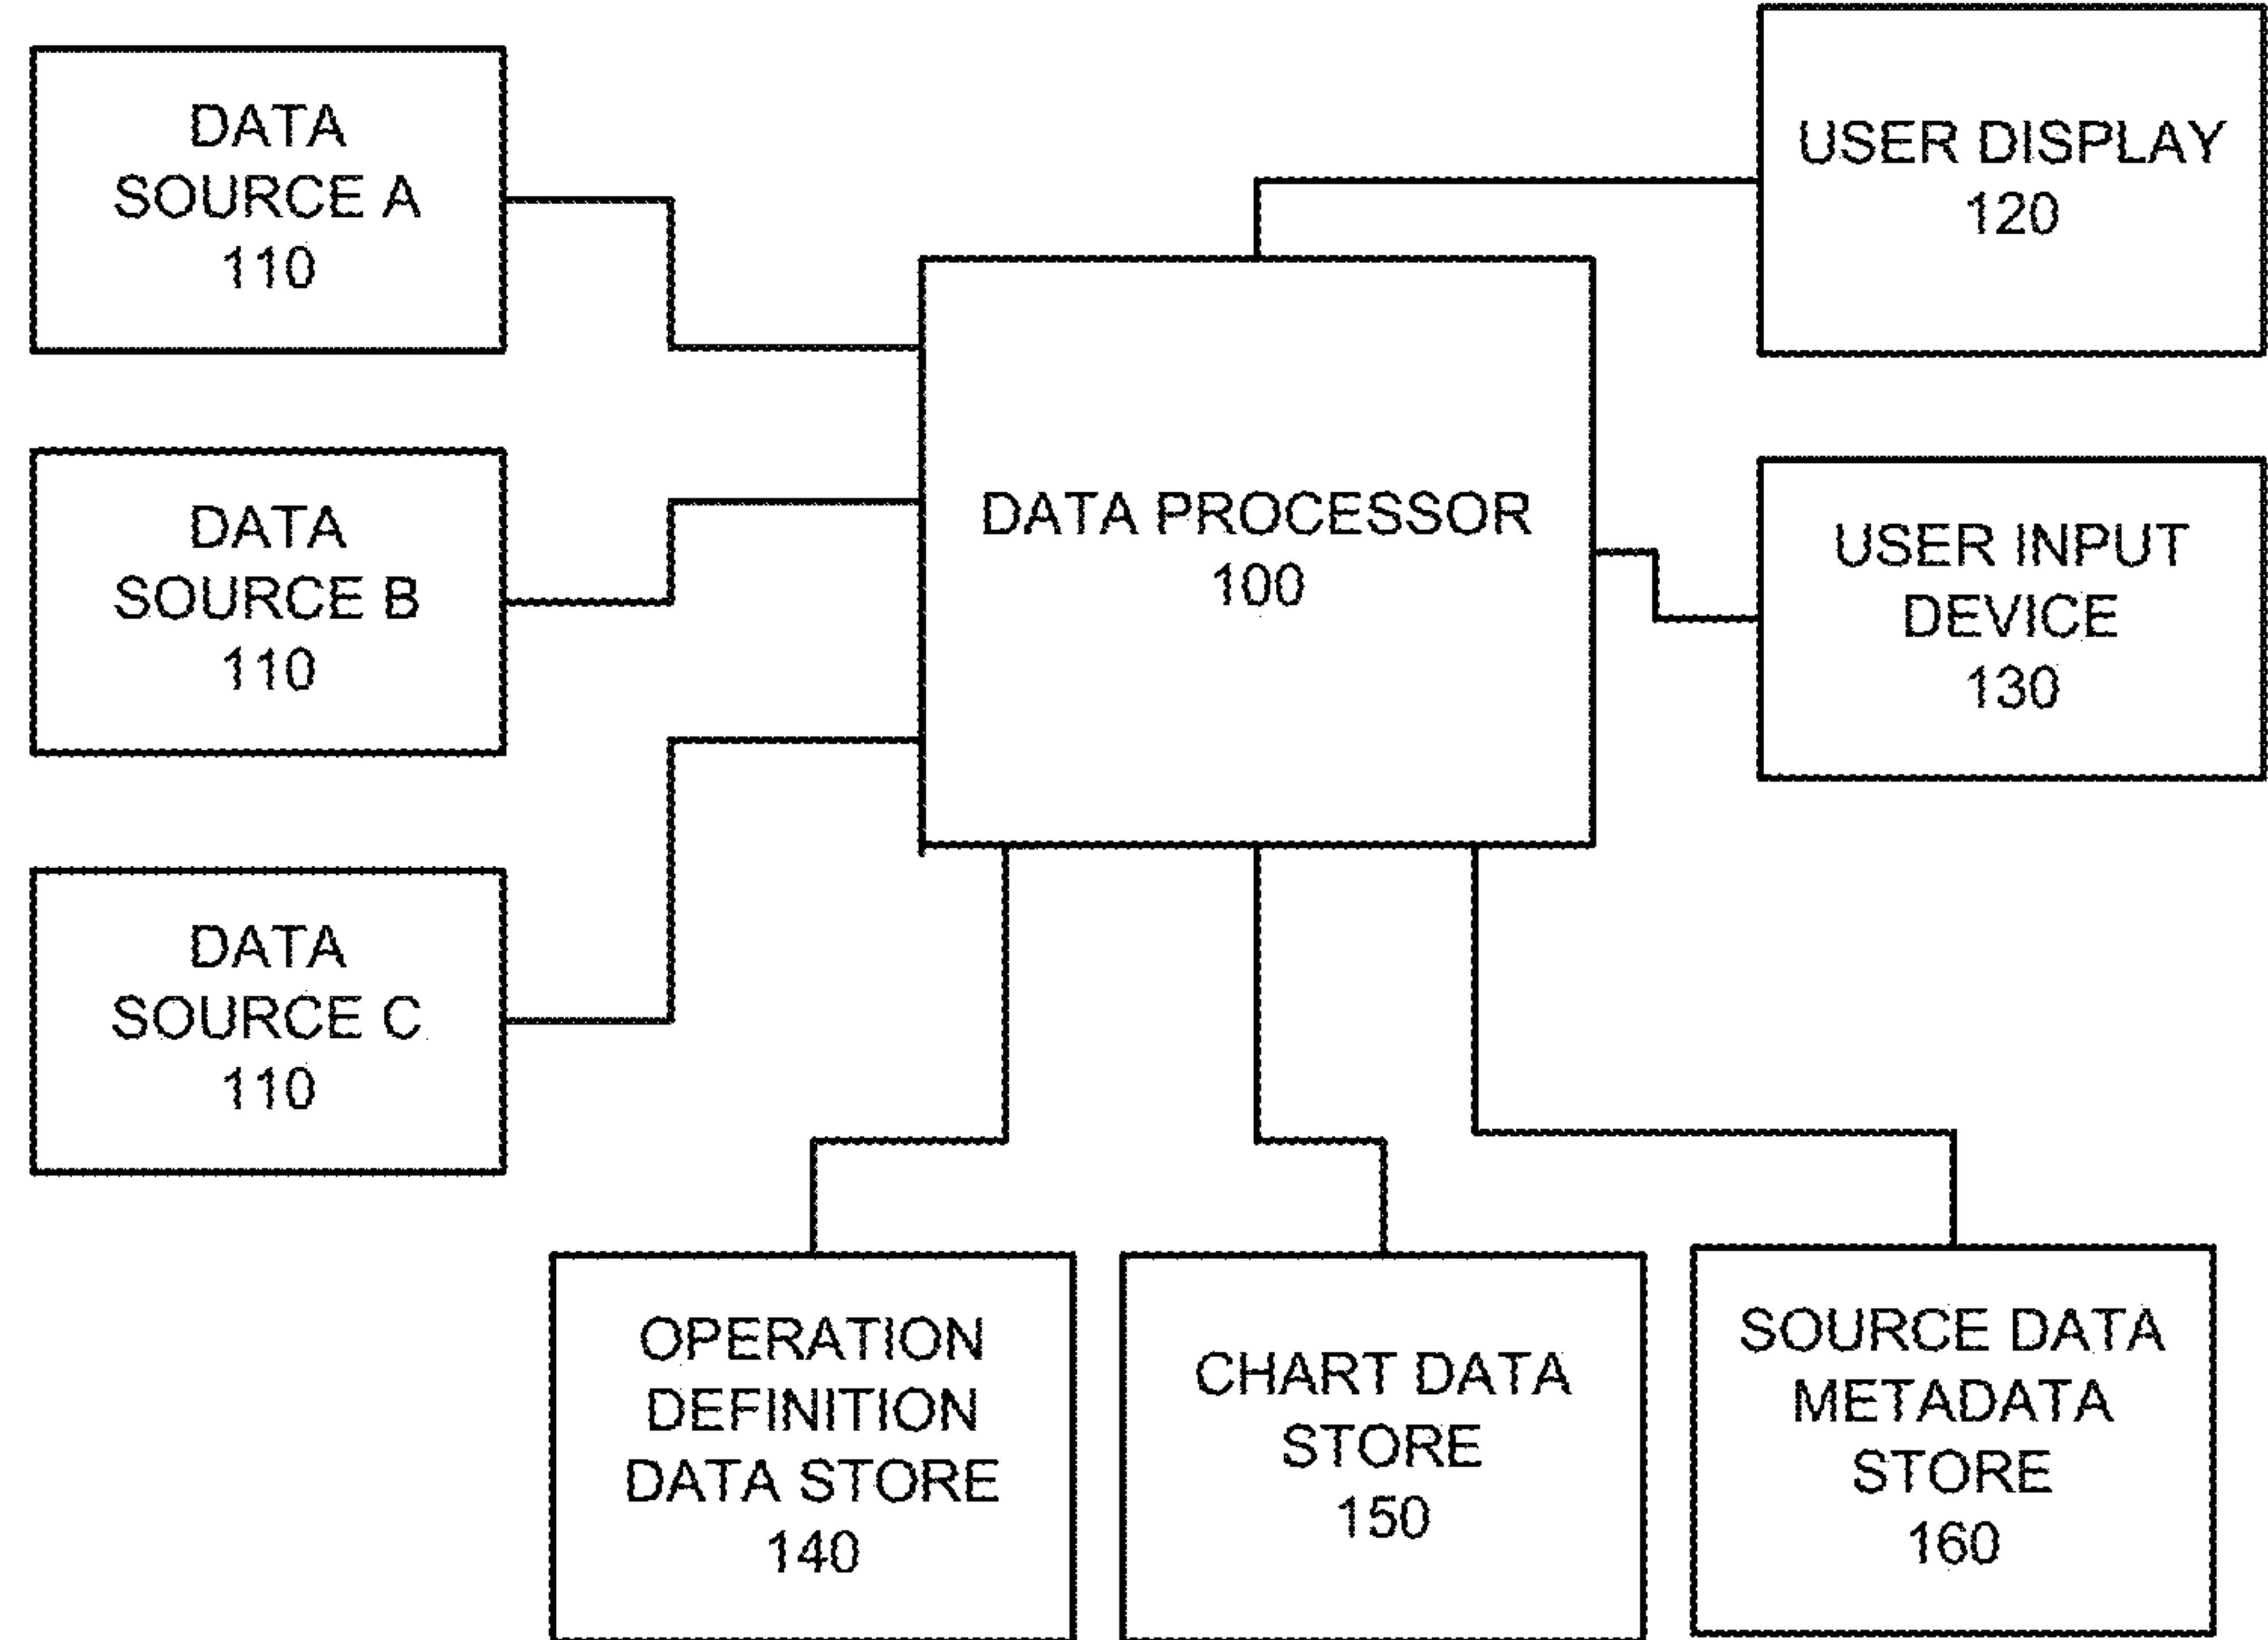 DATA
SOURCE A
110
USER DISPLAY
120
DATA
SOURCE B
110
DATA PROCESSOR
100
USER INPUT
DEVICE
130
DATA
SOURCE C
110
OPERATION
DEFINITION
DATA STORE
140
CHART DATA
STORE
150
SOURCE DATA
METADATA
STORE
160